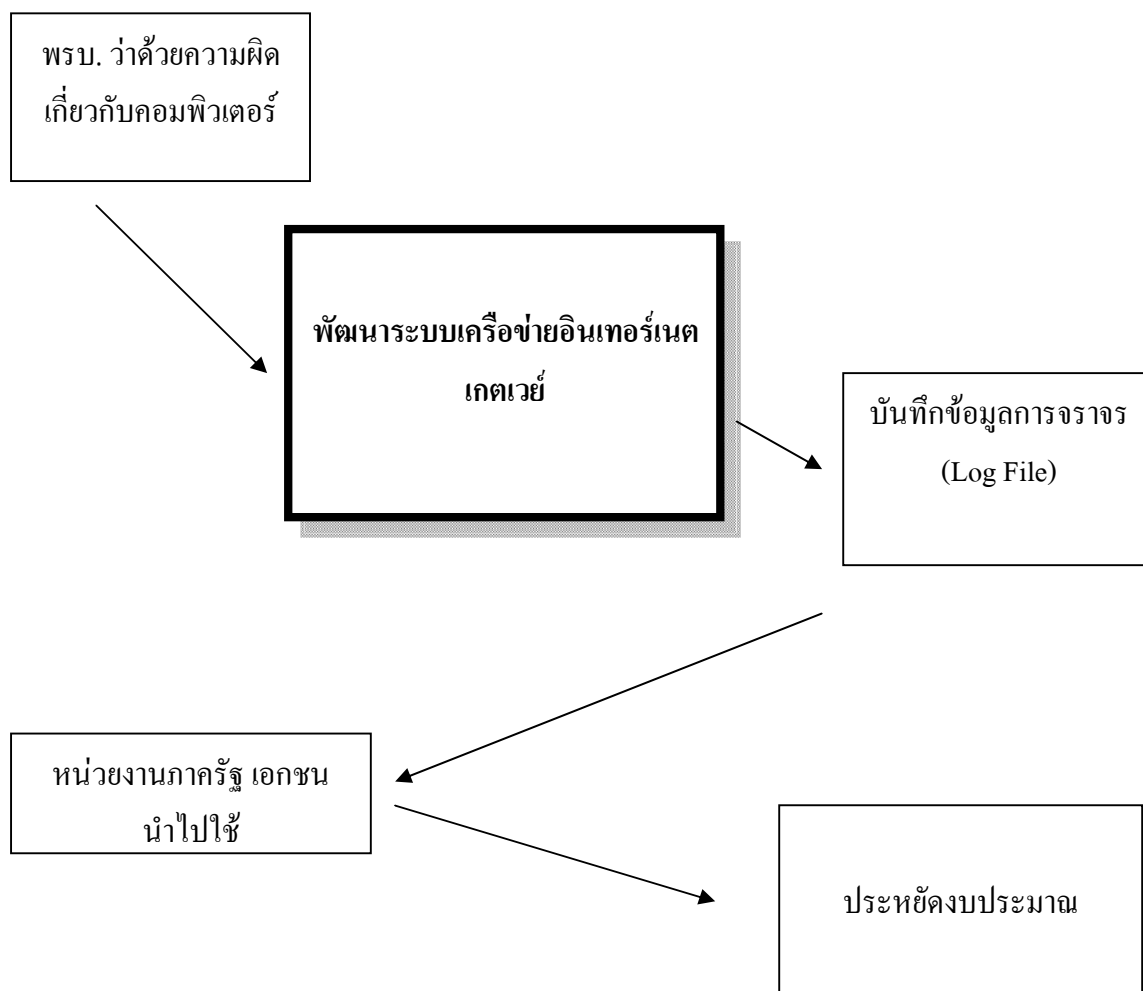 พรบ. ว่าด้วยความผิด
เกี่ยวกับคอมพิวเตอร์
พัฒนาระบบเครือข่ายอินเทอร์เนต
เกตเวย์
บันทึกข้อมูลการจราจร
(Log File)
หน่วยงานภาครัฐ เอกชน
นำไปใช้
ประหยัดงบประมาณ